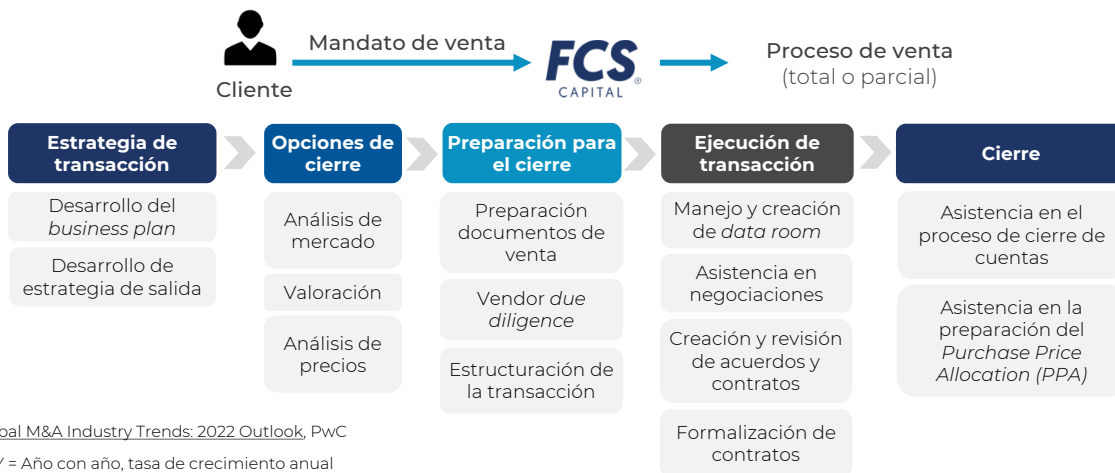 Mandato de venta
Cliente
FCS®
CAPITAL
Proceso de venta
(total o parcial)
Estrategia de
transacción
Opciones de
cierre
Preparación para
el cierre
Ejecución de
transacción
Cierre
Desarrollo del
business plan
Desarrollo de
estrategia de salida
Análisis de
mercado
Valoración
Análisis de
precios
Preparación
documentos de
venta
Vendor due
diligence
Estructuración de
la transacción
Manejo y creación
de data room
Asistencia en
negociaciones
Creación y revisión
de acuerdos y
contratos
Formalización de
contratos
Asistencia en el
proceso de cierre de
cuentas
Asistencia en la
preparación del
Purchase Price
Allocation (PPA)
bal M&A Industry Trends: 2022 Outlook, PwC
= Año con año, tasa de crecimiento anual